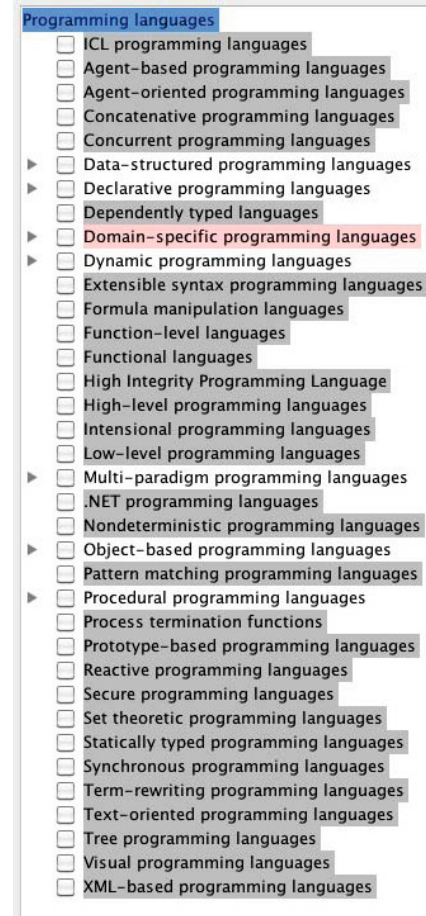 Programming languages
ICL programming languages
Agent-based programming languages
Agent-oriented programming languages
Concatenative programming languages
Concurrent programming languages
Data-structured programming languages
Declarative programming languages
Dependently typed languages
Domain-specific programming languages
Dynamic programming languages
Extensible syntax programming languages
Formula manipulation languages
Function-level languages
Functional languages
High Integrity Programming Language
High-level programming languages
Intensional programming languages
Low-level programming languages
Multi-paradigm programming languages
.NET programming languages
Nondeterministic programming languages
Object-based programming languages
Pattern matching programming languages
Procedural programming languages
Process termination functions
Prototype-based programming languages
Reactive programming languages
Secure programming languages
Set theoretic programming languages
Statically typed programming languages
Synchronous programming languages
Term-rewriting programming languages
Text-oriented programming languages
Tree programming languages
Visual programming languages
XML-based programming languages